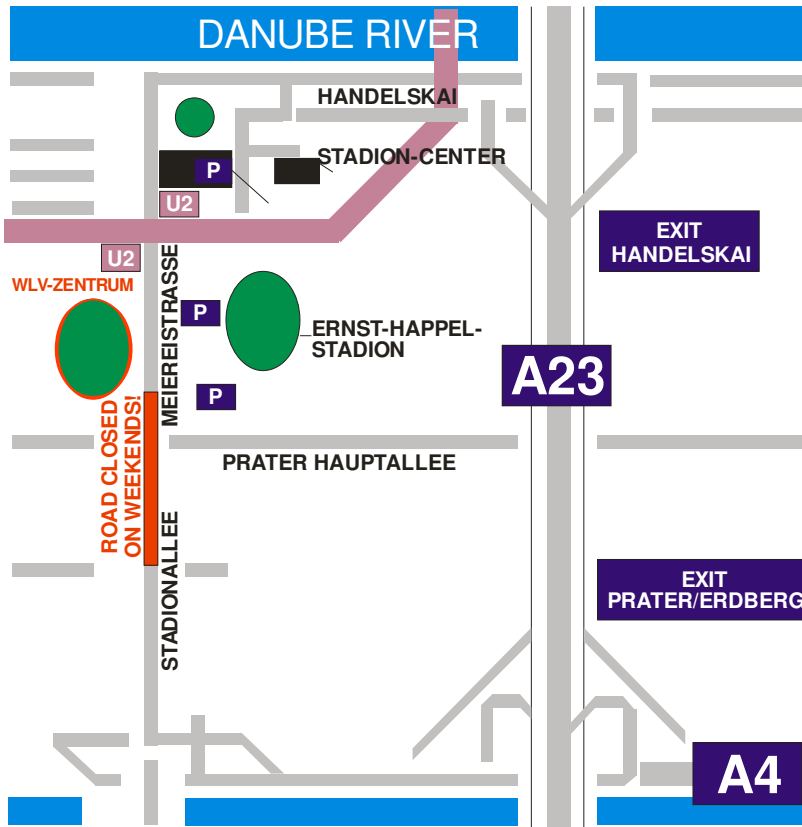 DANUBE RIVER
HANDELSKAI
STADION-CENTER
P
U2
EXIT
HANDELSKAI
U2
WLV-ZENTRUM
MEIEREISTRASSE
P
ERNST-HAPPEL-
STADION
A23
P
ROAD CLOSED
ON WEEKENDS!
PRATER HAUPTALLEE
STADIONALLEE
EXIT
PRATER/ERDBERG
A4